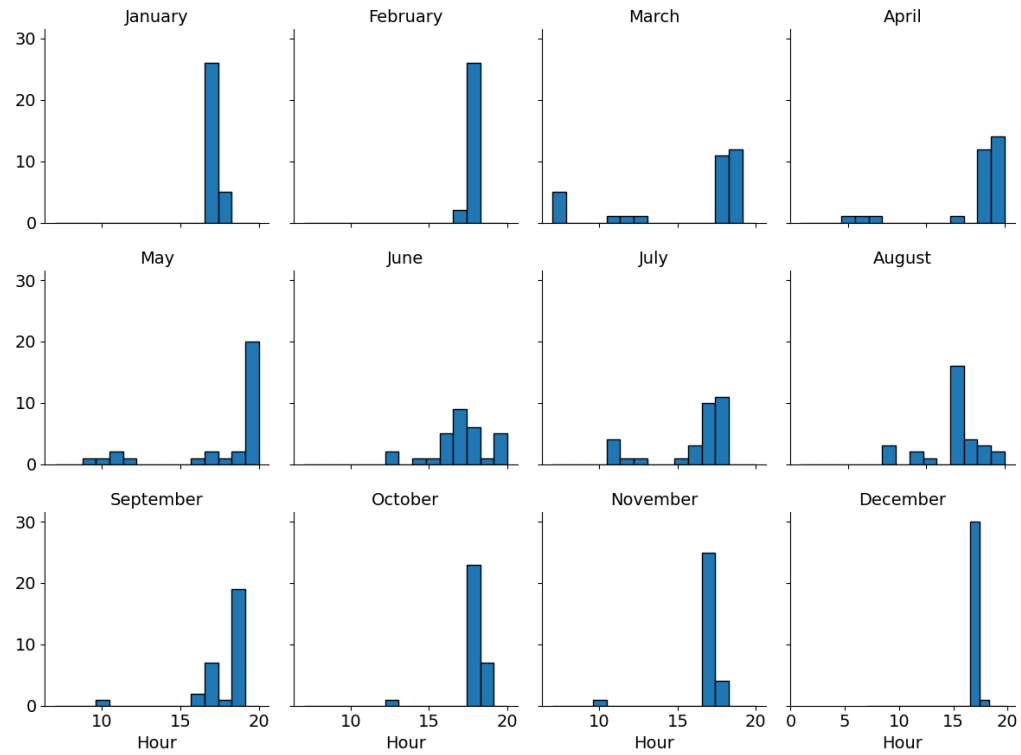 January February March April
30
20
10
0
May June July August
30
20
10
0
September October November December
30
20
10
0
10 15 20 10 15 20 10 15 20 0 5 10 15 20
Hour Hour Hour Hour